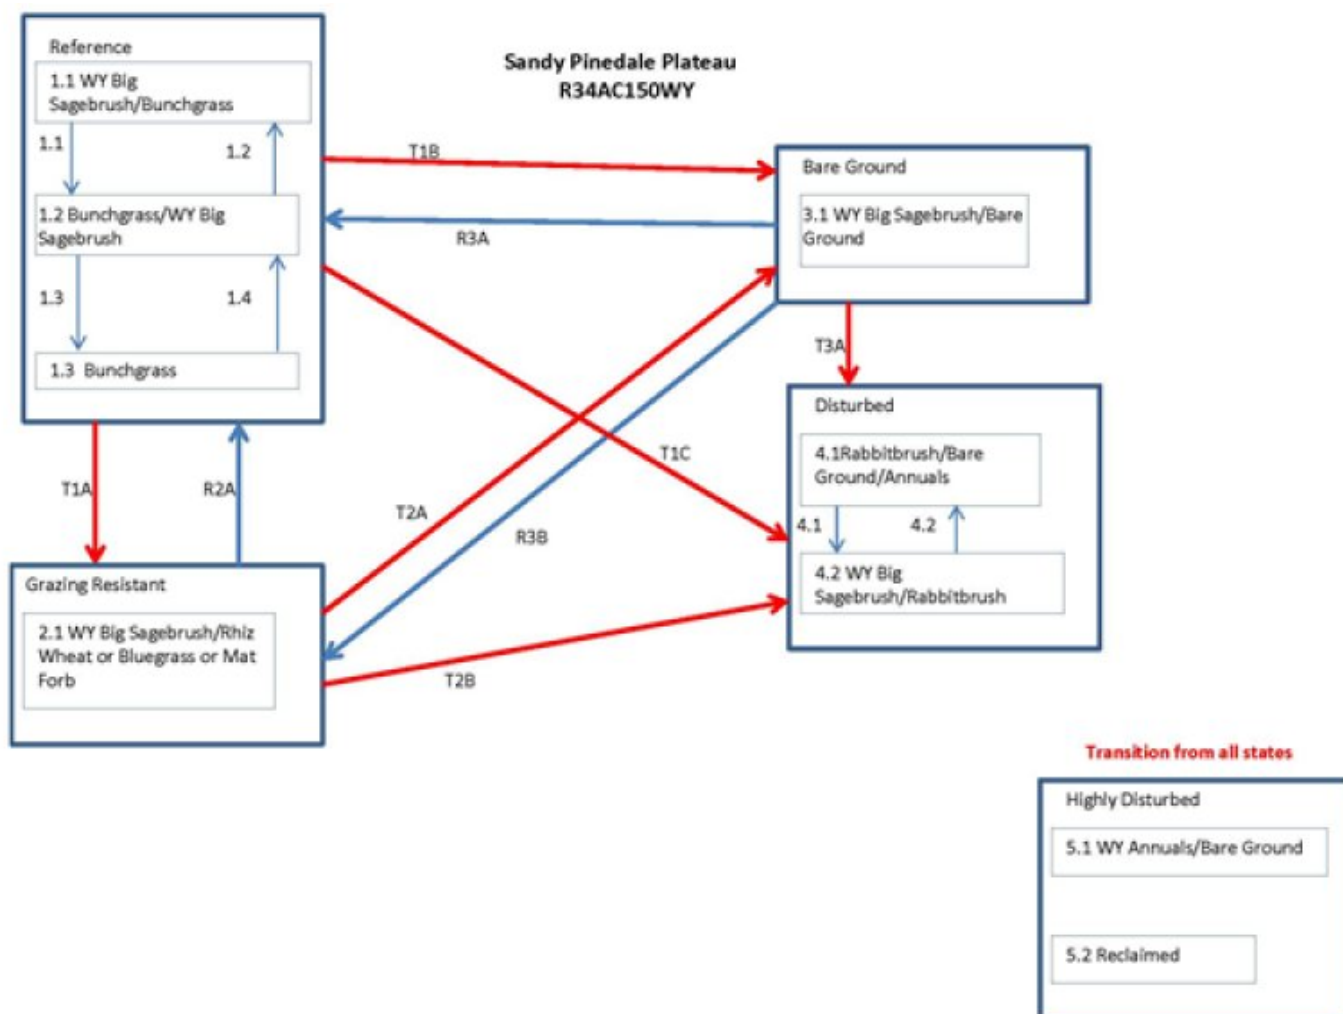 Sandy Pinedale Plateau
R34AC150WY
Reference
1.1 WY Big
Sagebrush/Bunchgrass
1.1
1.2
1.2 Bunchgrass/WY Big
Sagebrush
1.3
1.4
1.3 Bunchgrass
T1B
R3A
Bare Ground
3.1 WY Big Sagebrush/Bare
Ground
T3A
T1C
Disturbed
4.1Rabbitbrush/Bare
Ground/Annuals
4.1
4.2
4.2 WY Big
Sagebrush/Rabbitbrush
T1A
R2A
T2A
R3B
Grazing Resistant
2.1 WY Big Sagebrush/Rhiz
Wheat or Bluegrass or Mat
Forb
T2B
Transition from all states
Highly Disturbed
5.1 WY Annuals/Bare Ground
5.2 Reclaimed